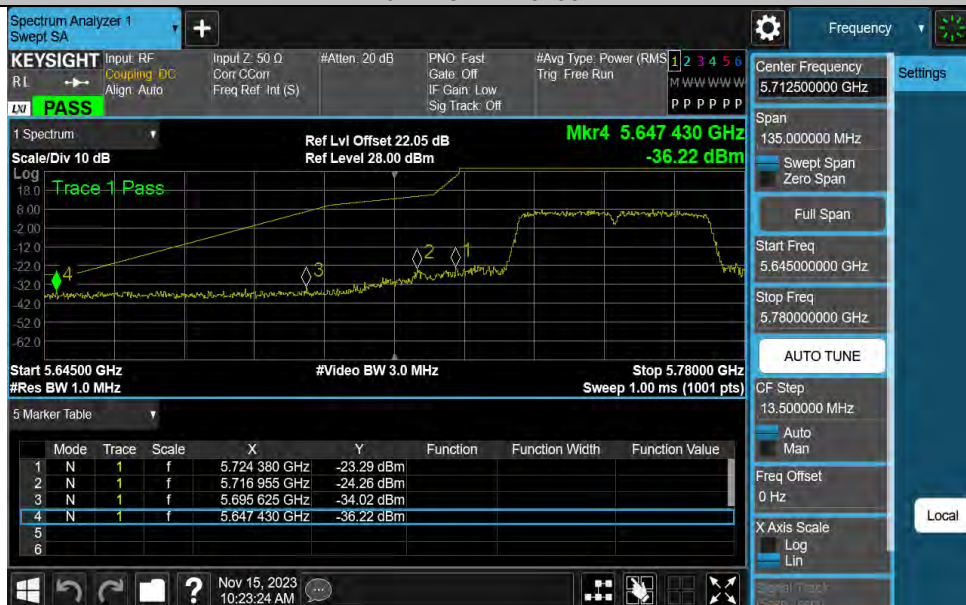 Spectrum Analyzer 1
Swept SA
+
Frequency
KEYSIGHT Input: RF Input Z: 50 Ω #Atten: 20 dB PNO: Fast #Avg Type: Power (RMS 1 2 3 4 5 6
RL Coupling: DC Corr CCorr Gate: Off Trig: Free Run M W W W W W
Align: Auto Freq Ref: Int (S) IF Gain: Low
LXI PASS Sig Track: Off P P P P P P
1 Spectrum Ref Lvl Offset 22.05 dB Mkr4 5.647 430 GHz
Scale/Div 10 dB Ref Level 28.00 dBm -36.22 dBm
Log
Trace 1 Pass
18.0
8.00
-2.00
-12.0
-22.0
-32.0
-42.0
-52.0
-62.0
4
3
2
1
Start 5.64500 GHz #Video BW 3.0 MHz Stop 5.78000 GHz
#Res BW 1.0 MHz Sweep 1.00 ms (1001 pts)
5 Marker Table
Mode Trace Scale X Y Function Function Width Function Value
1 N 1 f 5.724 380 GHz -23.29 dBm
2 N 1 f 5.716 955 GHz -24.26 dBm
3 N 1 f 5.695 625 GHz -34.02 dBm
4 N 1 f 5.647 430 GHz -36.22 dBm
5
6
?
Nov 15, 2023
10:23:24 AM
Center Frequency
5.712500000 GHz
Settings
Span
135.000000 MHz
Swept Span
Zero Span
Full Span
Start Freq
5.645000000 GHz
Stop Freq
5.780000000 GHz
AUTO TUNE
CF Step
13.500000 MHz
Auto
Man
Freq Offset
0 Hz
Local
X Axis Scale
Log
Lin
Signal Track